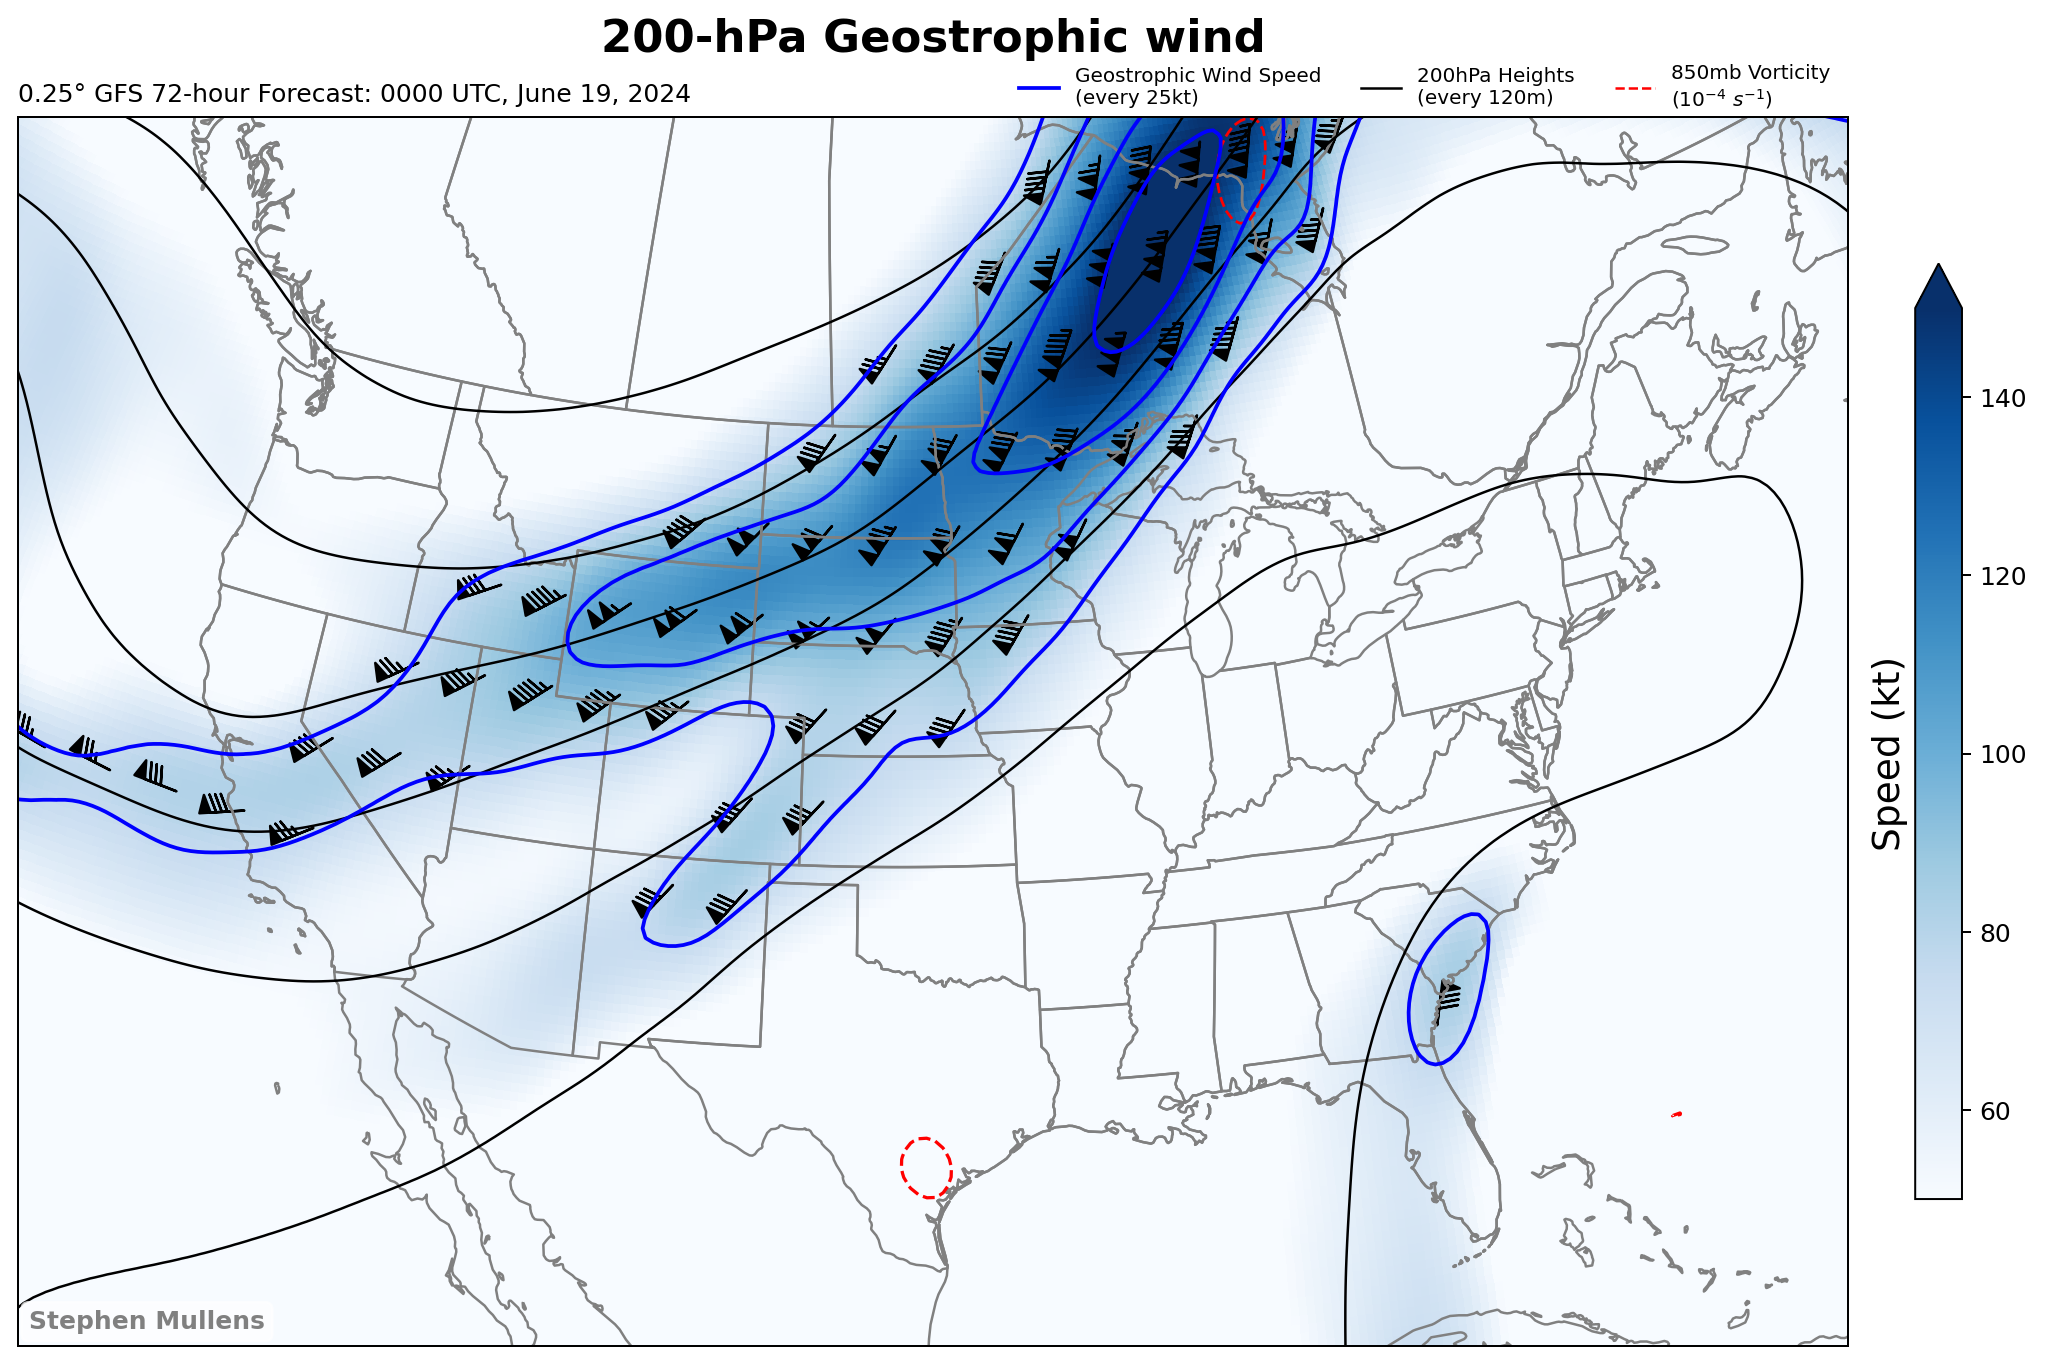 200-hPa Geostrophic wind
0.25° GFS 72-hour Forecast: 0000 UTC, June 19, 2024
Geostrophic Wind Speed
(every 25kt)
200hPa Heights
(every 120m)
850mb Vorticity
(10⁻⁴ s⁻¹)
140
120
100
80
60
Speed (kt)
Stephen Mullens